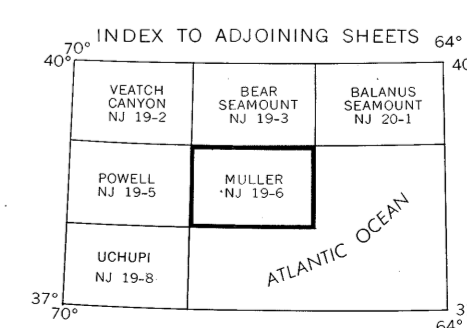 INDEX TO ADJOINING SHEETS
70°
64°
40°
40
VEATCH
CANYON
NJ 19-2
BEAR
SEAMOUNT
NJ 19-3
BALANUS
SEAMOUNT
NJ 20-1
POWELL
NJ 19-5
MULLER
NJ 19-6
ATLANTIC OCEAN
UCHUPI
NJ 19-8
37°
70°
3
64°